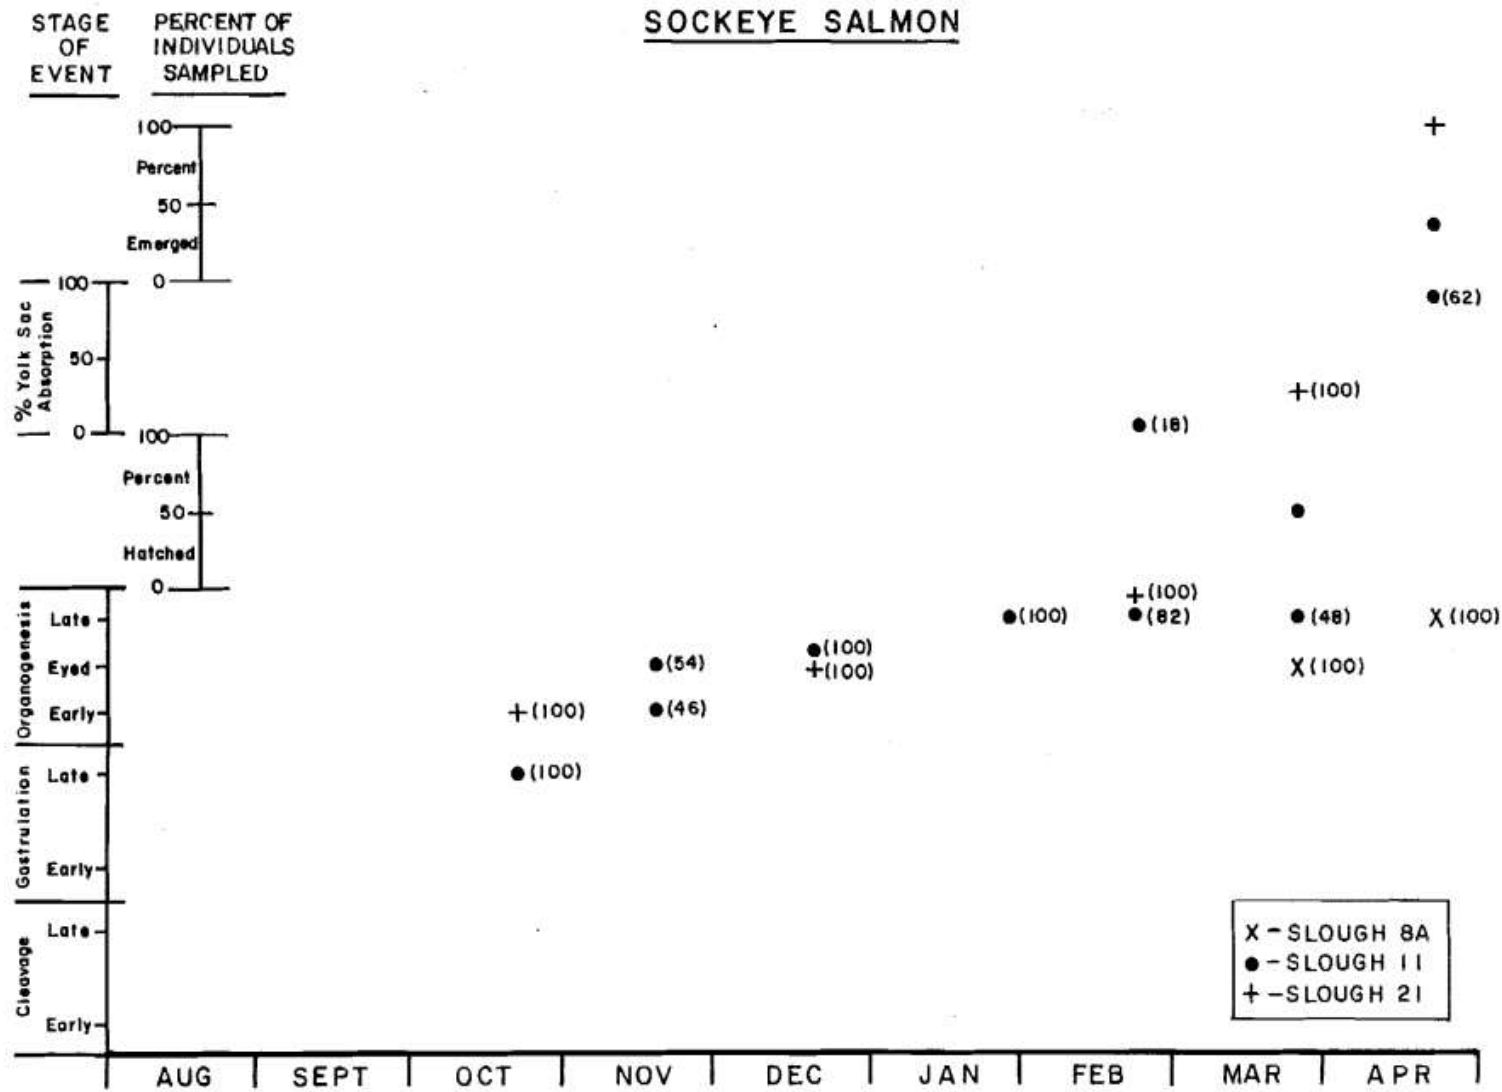 SOCKEYE SALMON
STAGE
OF
EVENT
PERCENT OF
INDIVIDUALS
SAMPLED
100
Percent
50
Emerged
0
% Yolk Sac
Absorption
100
50
0
100
Percent
50
Hatched
0
Organogenesis
Late
Eyed
Early
Gastrulation
Late
Early
Cleavage
Late
Early
(62)
(100)
(18)
(100)
(100)
(82)
(48)
(100)
(54)
(100)
(100)
(100)
(100)
(46)
(100)
X - SLOUGH 8A
● - SLOUGH 11
+ - SLOUGH 21
AUG | SEPT | OCT | NOV | DEC | JAN | FEB | MAR | APR